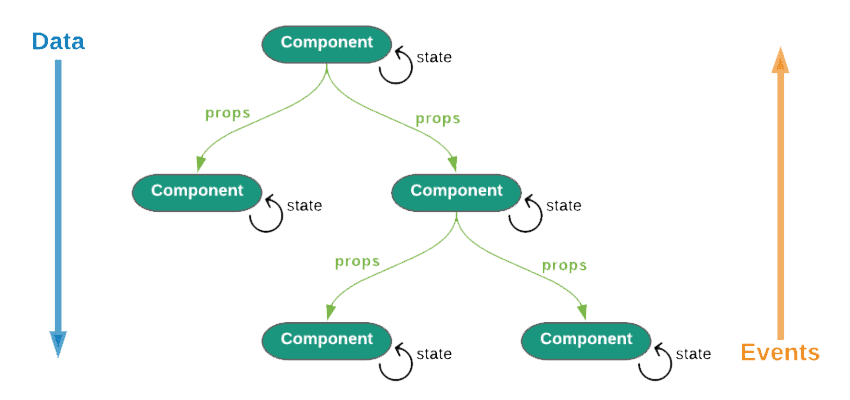 Data
Component
state
props
props
Component
state
Component
state
props
props
Component
state
Component
state
Events